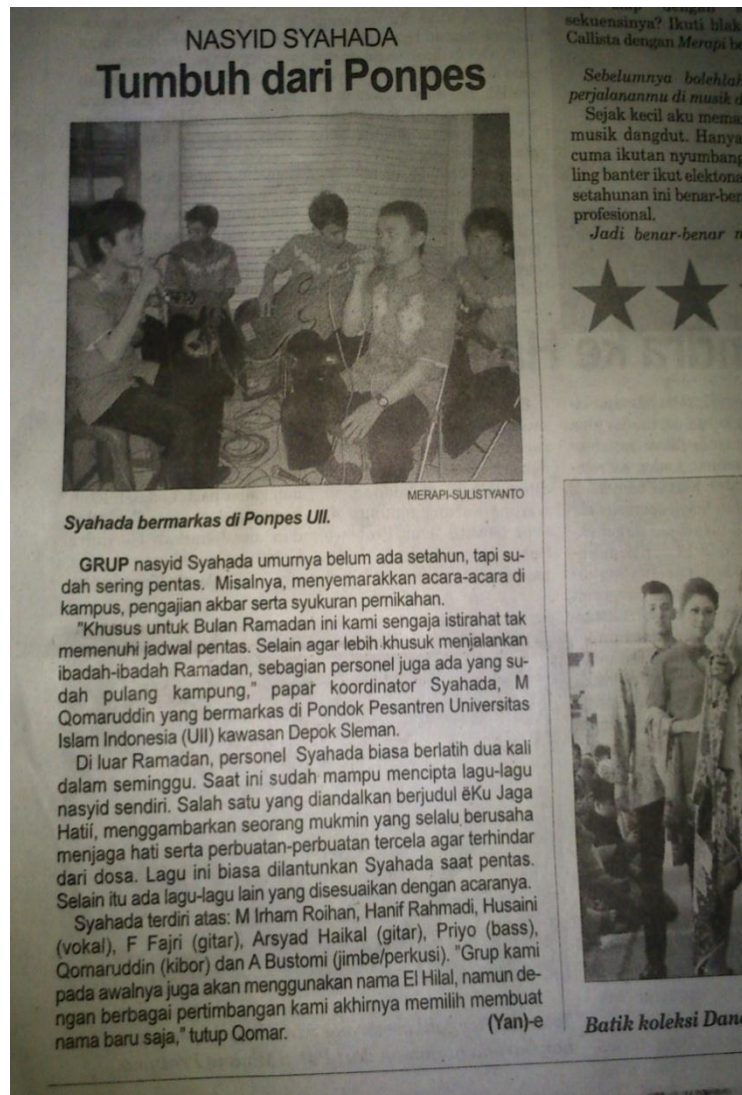 NASYID SYAHADA
Tumbuh dari Ponpes
MERAPI-SULISTYANTO
Syahada bermarkas di Ponpes UII.
GRUP nasyid Syahada umurnya belum ada setahun, tapi su-
dah sering pentas. Misalnya, menyemarakkan acara-acara di
kampus, pengajian akbar serta syukuran pernikahan.
"Khusus untuk Bulan Ramadan ini kami sengaja istirahat tak
memenuhi jadwal pentas. Selain agar lebih khusuk menjalankan
ibadah-ibadah Ramadan, sebagian personel juga ada yang su-
dah pulang kampung," papar koordinator Syahada, M
Qomaruddin yang bermarkas di Pondok Pesantren Universitas
Islam Indonesia (UII) kawasan Depok Sleman.
Di luar Ramadan, personel Syahada biasa berlatih dua kali
dalam seminggu. Saat ini sudah mampu mencipta lagu-lagu
nasyid sendiri. Salah satu yang diandalkan berjudul ëKu Jaga
Hatií, menggambarkan seorang mukmin yang selalu berusaha
menjaga hati serta perbuatan-perbuatan tercela agar terhindar
dari dosa. Lagu ini biasa dilantunkan Syahada saat pentas.
Selain itu ada lagu-lagu lain yang disesuaikan dengan acaranya.
Syahada terdiri atas: M Irham Roihan, Hanif Rahmadi, Husaini
(vokal), F Fajri (gitar), Arsyad Haikal (gitar), Priyo (bass),
Qomaruddin (kibor) dan A Bustomi (jimbe/perkusi). "Grup kami
pada awalnya juga akan menggunakan nama El Hilal, namun de-
ngan berbagai pertimbangan kami akhirnya memilih membuat
nama baru saja," tutup Qomar. (Yan)-e
sekuensinya? Ikuti
Callista dengan Merapi
Sebelumnya
perjalananmu di musik
Sejak kecil aku
musik dangdut. Hanya
cuma ikutan
ling banter ikut
setahunan ini
profesional.
Jadi benar-benar
Batik koleksi